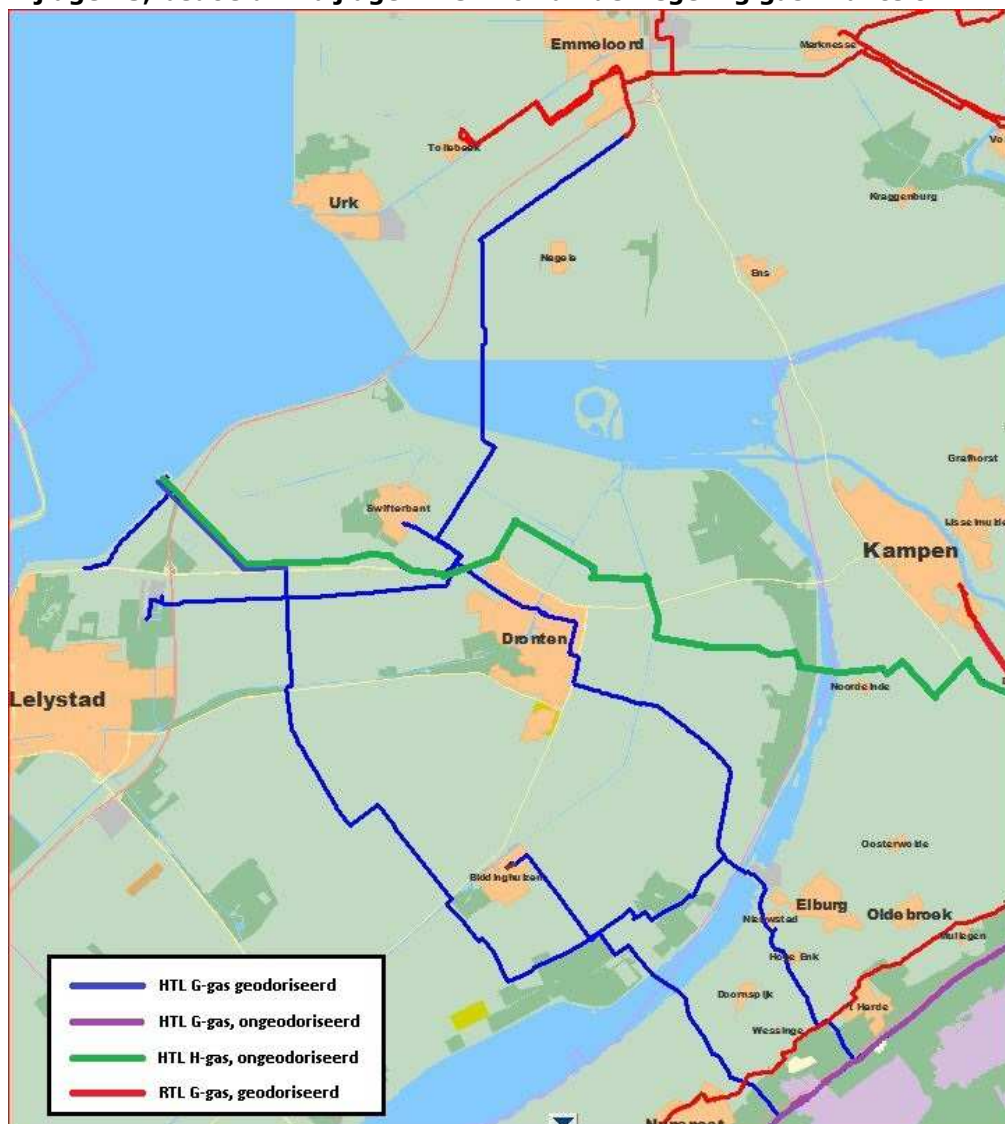 Emmeloord
Marknesse
Tollebeek
Kraggenburg
Urk
Nagele
Ens
Grafhorst
Swifterbant
Kampen
Dronten
Noordeinde
Lelystad
Oosterwolde
Biddinghuizen
Elburg
Oldebroek
Nieuwstad
Mullegen
Hoge Enk
Doornspijk
't Harde
Wessinge
HTL G-gas geodoriseerd
HTL G-gas, ongeodoriseerd
HTL H-gas, ongeodoriseerd
RTL G-gas, geodoriseerd